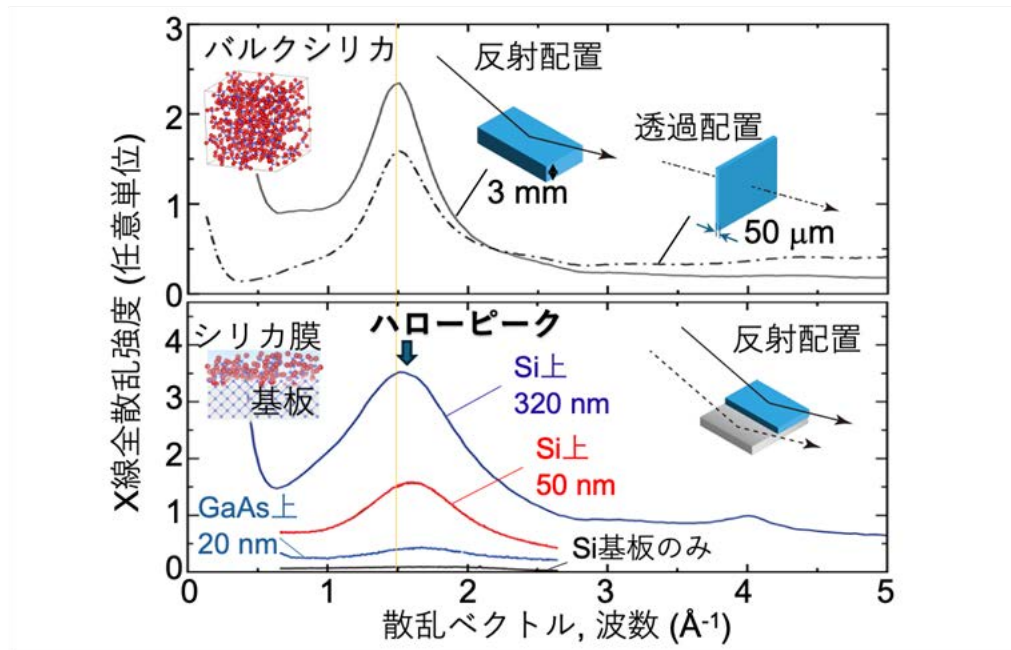 X線全散乱強度 (任意単位)
3
2
1
0
バルクシリカ
反射配置
3 mm
透過配置
50 μm
4
3
2
1
0
シリカ膜
基板
ハローピーク
反射配置
Si上
320 nm
Si上
50 nm
GaAs上
20 nm
Si基板のみ
0
1
2
3
4
5
散乱ベクトル, 波数 (Å-1)